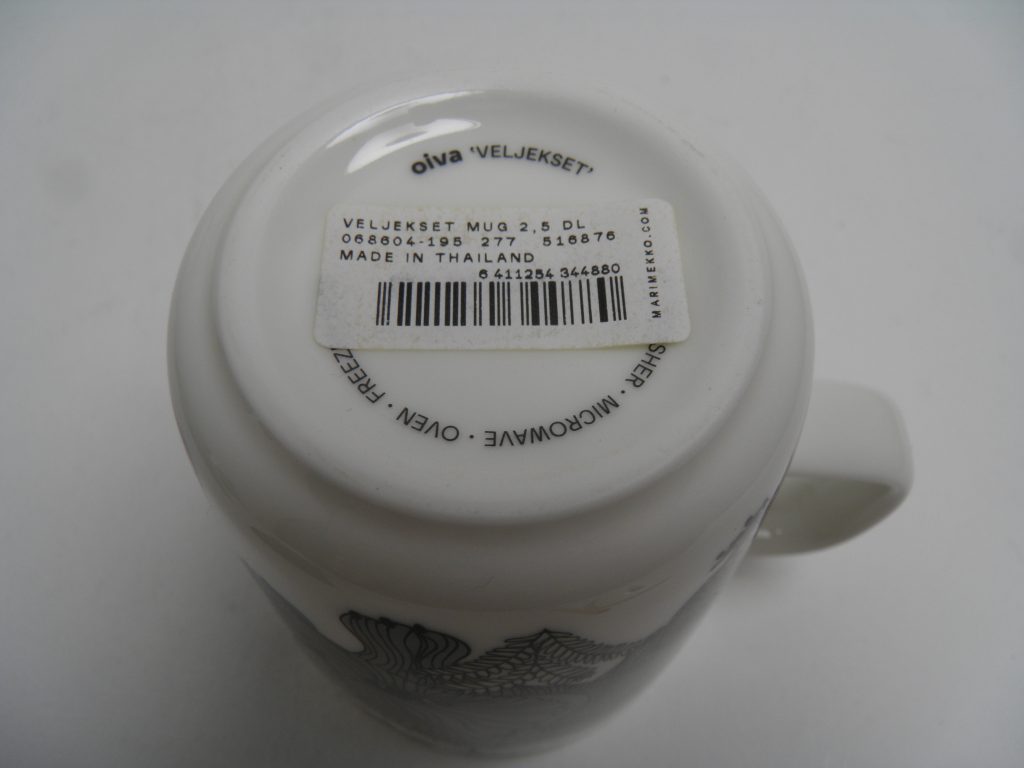 oiva 'VELJEKSET'
VELJEKSET MUG 2,5 DL
068604-195 277 516876
MADE IN THAILAND
6 411254 344880
MARIMEKKO.COM
MICROWAVE · OVEN ·